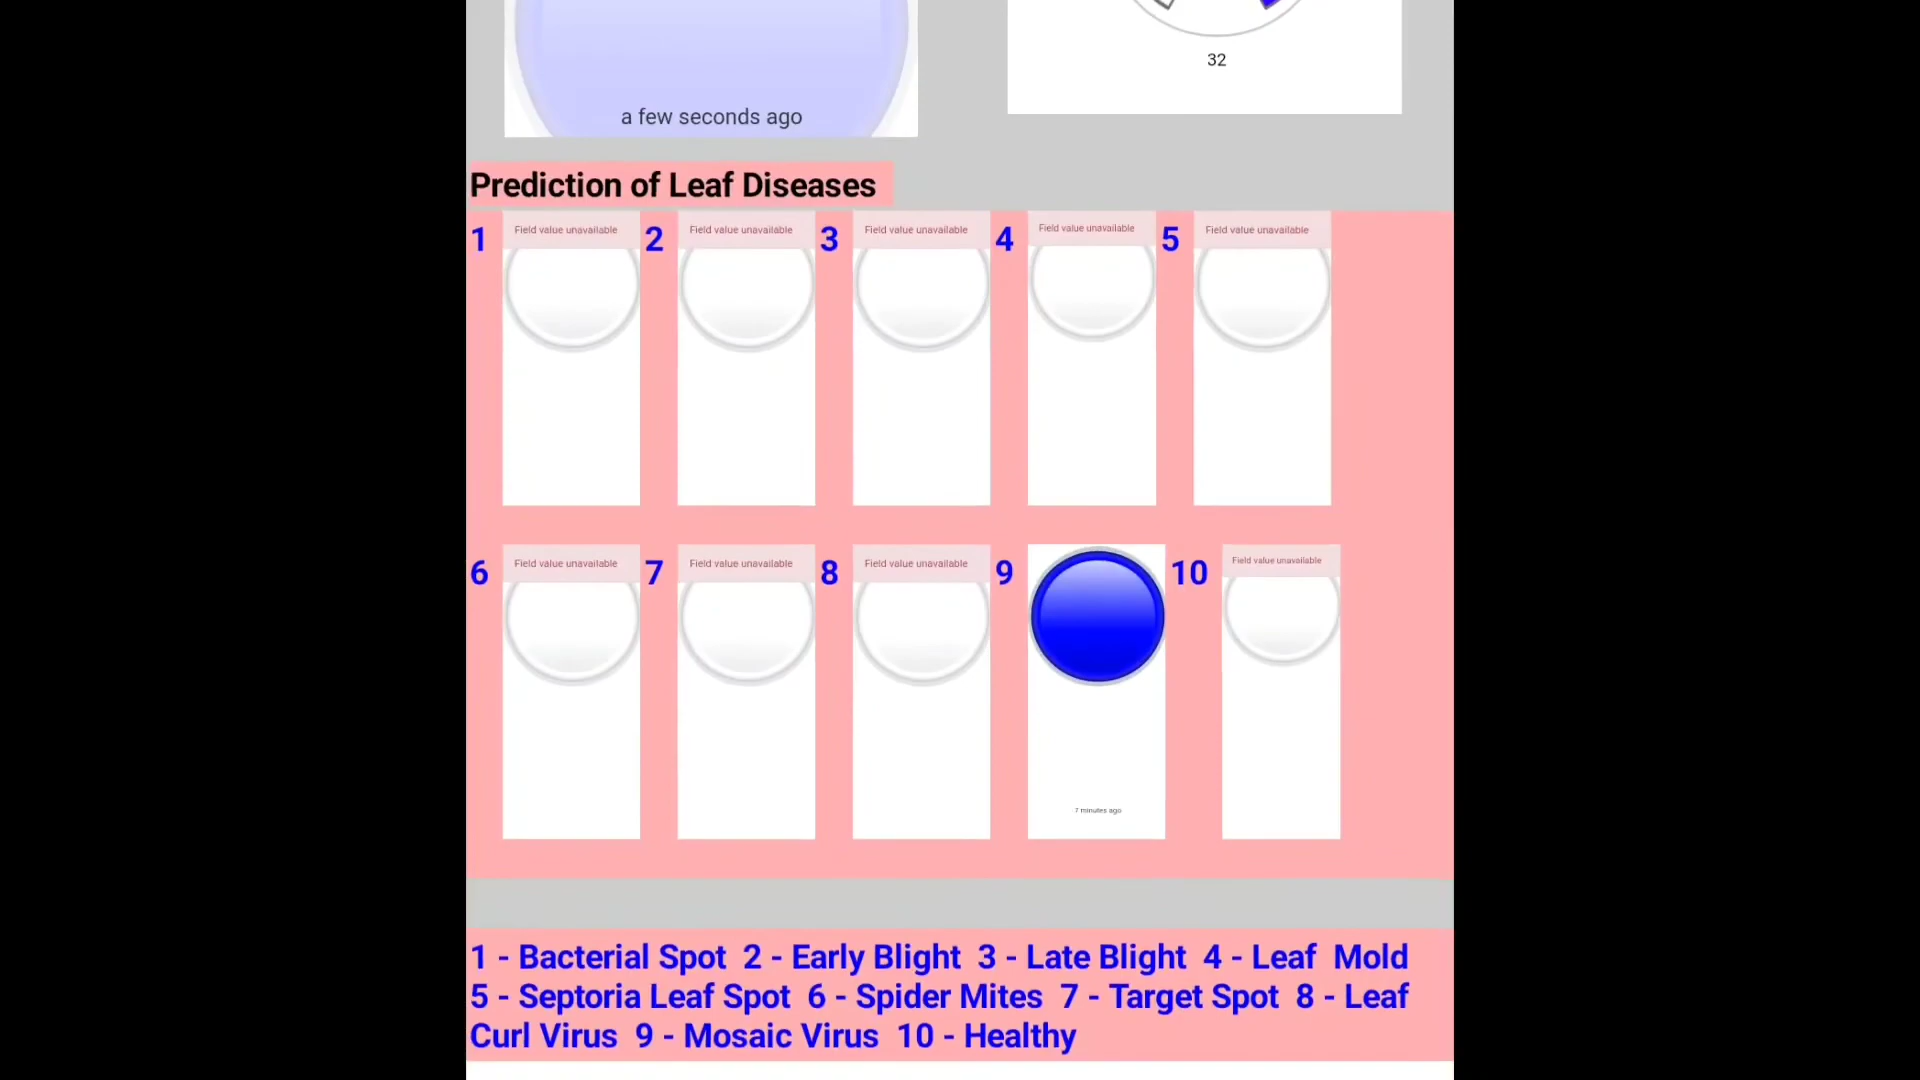 32
a few seconds ago
Prediction of Leaf Diseases
1 Field value unavailable 2 Field value unavailable 3 Field value unavailable 4 Field value unavailable 5 Field value unavailable
6 Field value unavailable 7 Field value unavailable 8 Field value unavailable 9 10 Field value unavailable
7 minutes ago
1 - Bacterial Spot 2 - Early Blight 3 - Late Blight 4 - Leaf Mold
5 - Septoria Leaf Spot 6 - Spider Mites 7 - Target Spot 8 - Leaf
Curl Virus 9 - Mosaic Virus 10 - Healthy